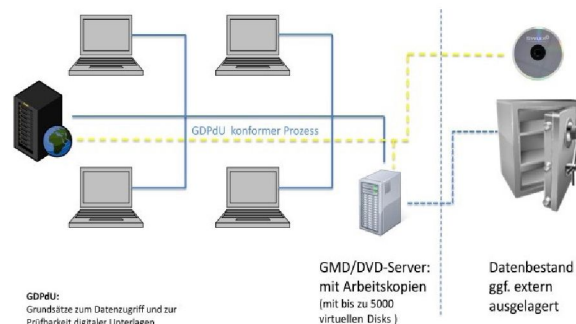 GDPdU konformer Prozess
GMD/DVD-Server:
mit Arbeitskopien
(mit bis zu 5000
virtuellen Disks )
Datenbestand
ggf. extern
ausgelagert
GDPdU:
Grundsätze zum Datenzugriff und zur
Prüfbarkeit digitaler Unterlagen